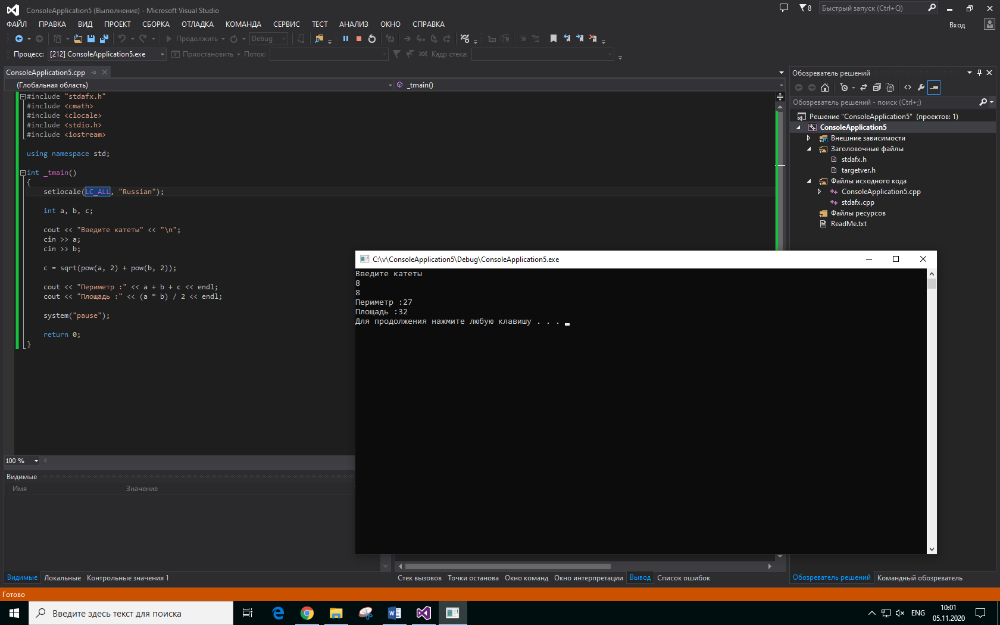 ConsoleApplication5 (Выполнение) - Microsoft Visual Studio
8
Быстрый запуск (Ctrl+Q)
ФАЙЛ ПРАВКА ВИД ПРОЕКТ СБОРКА ОТЛАДКА КОМАНДА СЕРВИС ТЕСТ АНАЛИЗ ОКНО СПРАВКА
Вход
Продолжить Debug
Процесс: [212] ConsoleApplication5.exe Приостановить Поток: Кадр стека:
ConsoleApplication5.cpp
(Глобальная область) _tmain()
#include "stdafx.h"
#include <cmath>
#include <clocale>
#include <stdio.h>
#include <iostream>
using namespace std;
int _tmain()
{
setlocale(LC_ALL, "Russian");
int a, b, c;
cout << "Введите катеты" << "\n";
cin >> a;
cin >> b;
c = sqrt(pow(a, 2) + pow(b, 2));
cout << "Периметр :" << a + b + c << endl;
cout << "Площадь :" << (a * b) / 2 << endl;
system("pause");
return 0;
}
100 %
Обозреватель решений
Обозреватель решений - поиск (Ctrl+;)
Решение "ConsoleApplication5" (проектов: 1)
ConsoleApplication5
Внешние зависимости
Заголовочные файлы
stdafx.h
targetver.h
Файлы исходного кода
ConsoleApplication5.cpp
stdafx.cpp
Файлы ресурсов
ReadMe.txt
C:\v\ConsoleApplication5\Debug\ConsoleApplication5.exe
Введите катеты
8
8
Периметр :27
Площадь :32
Для продолжения нажмите любую клавишу . . .
Видимые
Имя Значение
Видимые Локальные Контрольные значения 1
Стек вызовов Точки останова Окно команд Окно интерпретации Вывод Список ошибок
Обозреватель решений Командный обозреватель
Готово
Введите здесь текст для поиска
ENG
10:01
05.11.2020